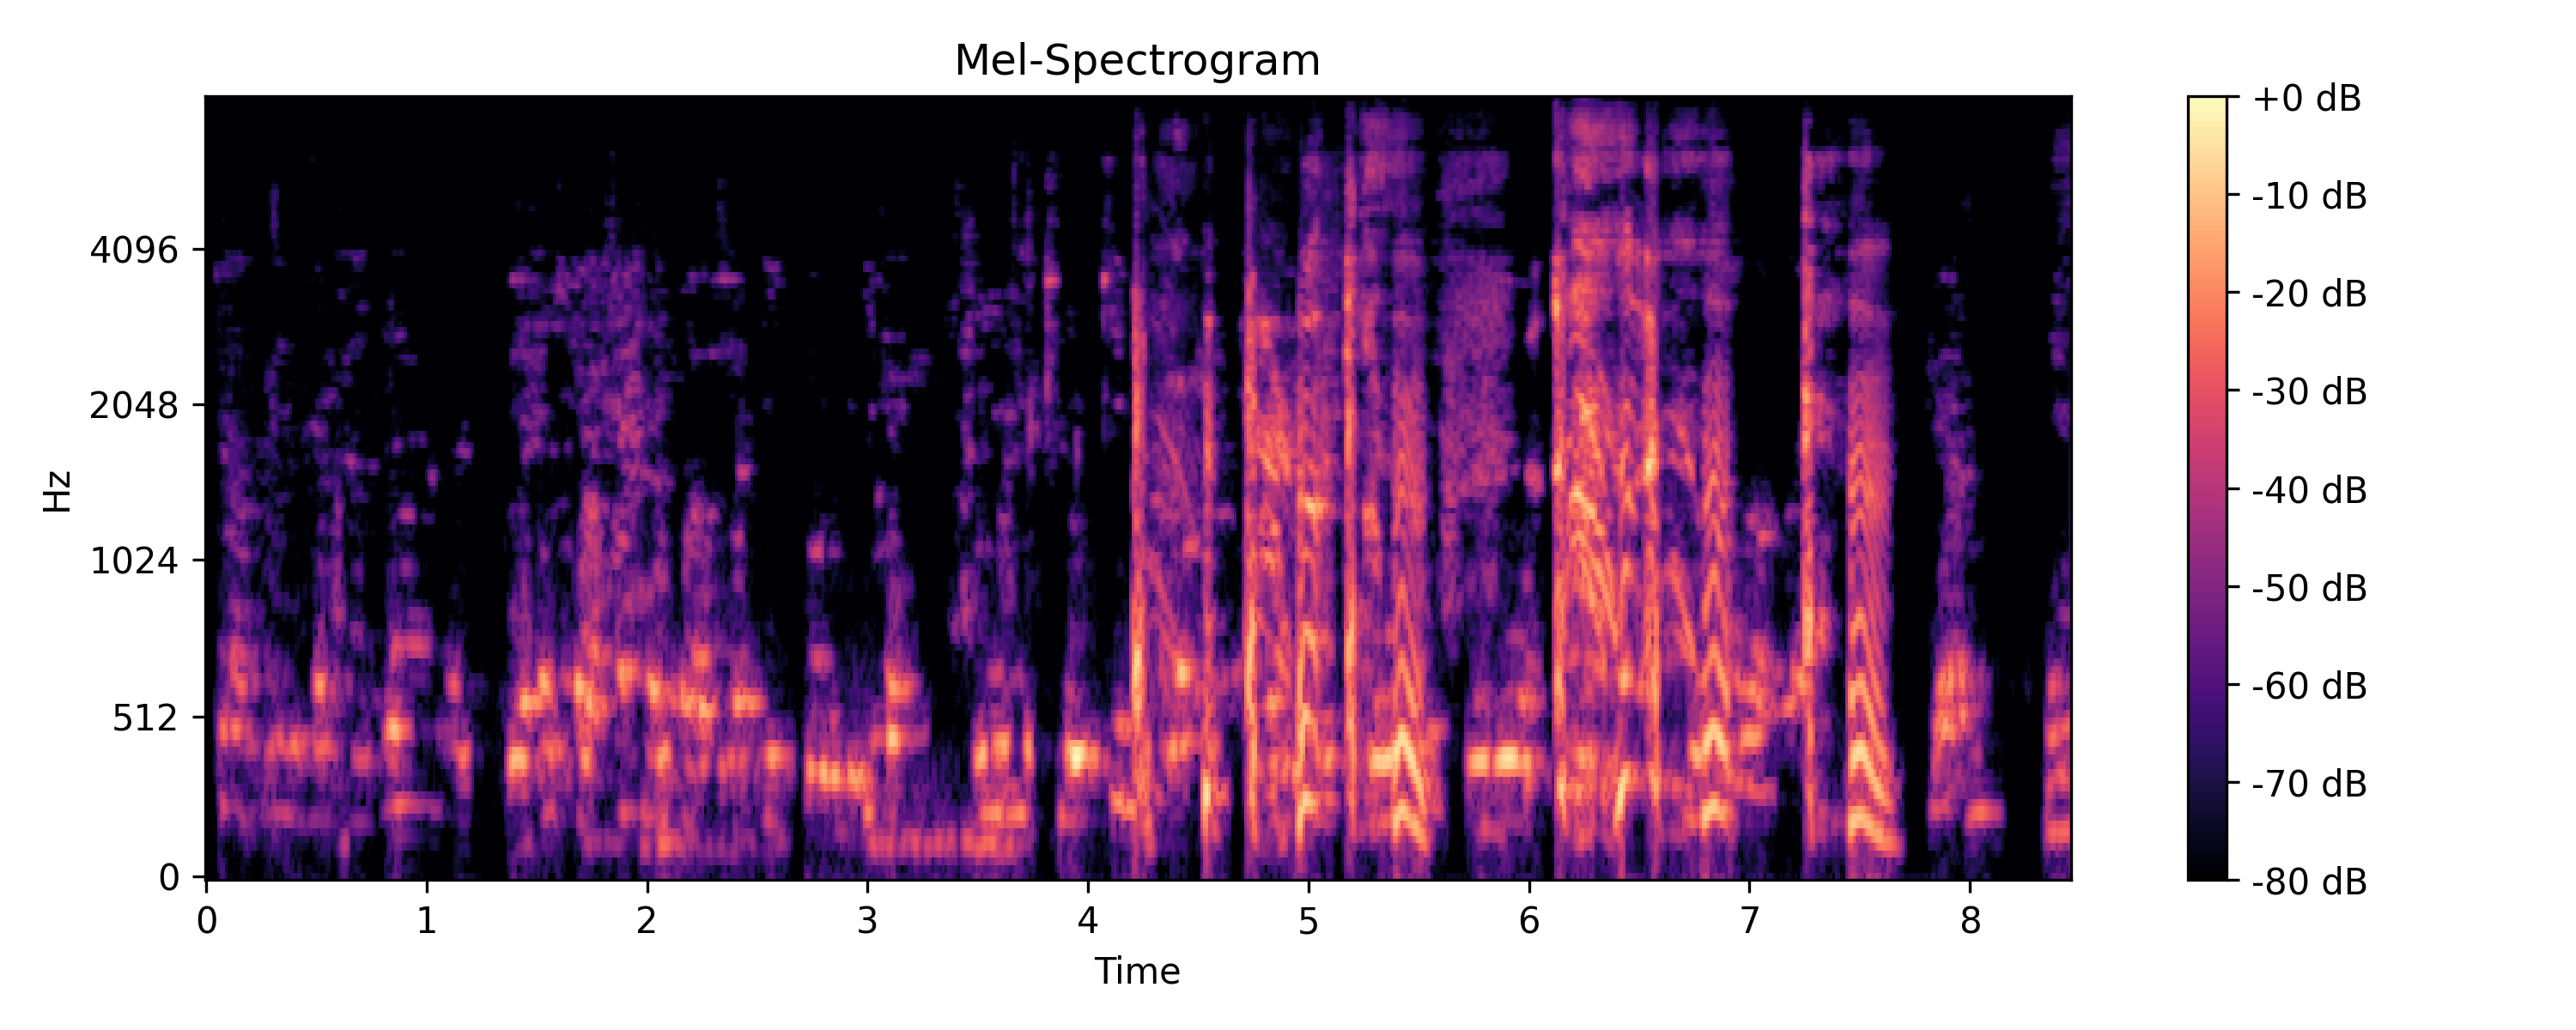 Mel-Spectrogram
+0 dB
-10 dB
-20 dB
-30 dB
-40 dB
-50 dB
-60 dB
-70 dB
-80 dB
4096
2048
1024
512
0
Hz
0 1 2 3 4 5 6 7 8
Time